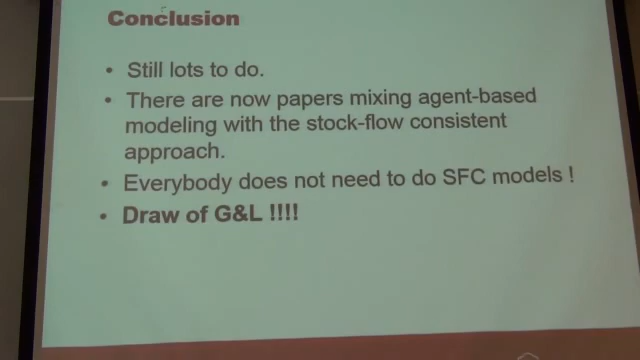 Conclusion
• Still lots to do.
• There are now papers mixing agent-based
modeling with the stock-flow consistent
approach.
• Everybody does not need to do SFC models !
• Draw of G&L !!!!